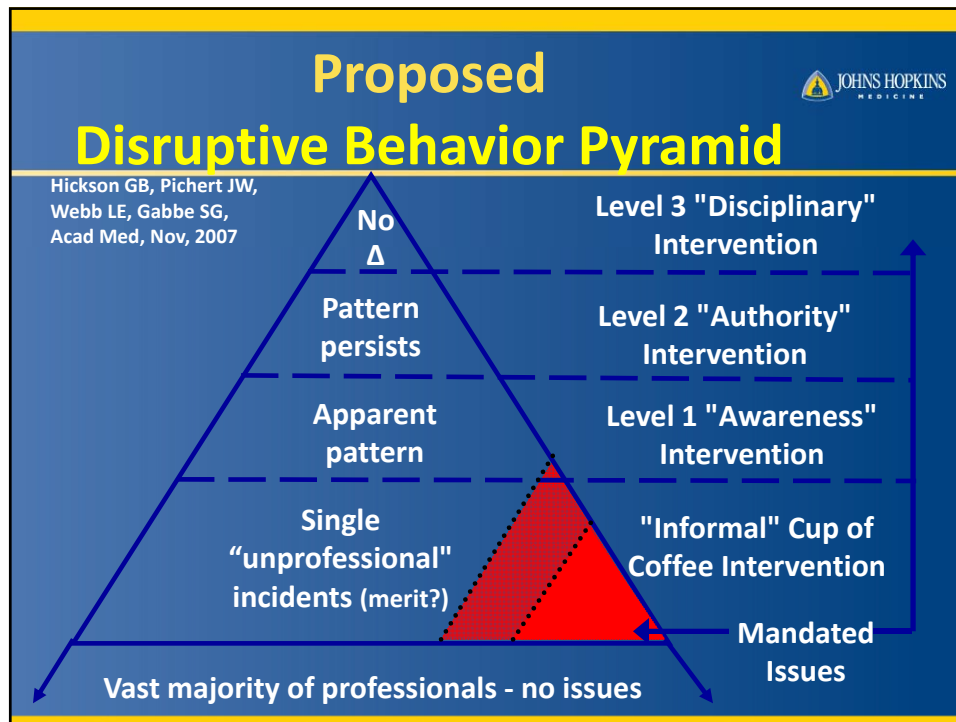 Proposed
Disruptive Behavior Pyramid
JOHNS HOPKINS
MEDICINE
Hickson GB, Pichert JW,
Webb LE, Gabbe SG,
Acad Med, Nov, 2007
No
Δ
Level 3 "Disciplinary"
Intervention
Pattern
persists
Level 2 "Authority"
Intervention
Apparent
pattern
Level 1 "Awareness"
Intervention
Single
“unprofessional"
incidents (merit?)
"Informal" Cup of
Coffee Intervention
Mandated
Issues
Vast majority of professionals - no issues